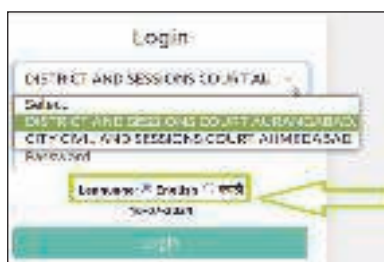 Login
DISTRICT AND SESSIONS COURT AU
Select
DISTRICT AND SESSIONS COURT AURANGABAD
CITY CIVIL AND SESSIONS COURT AHMEDABAD
Password
Language: English मराठी
Login